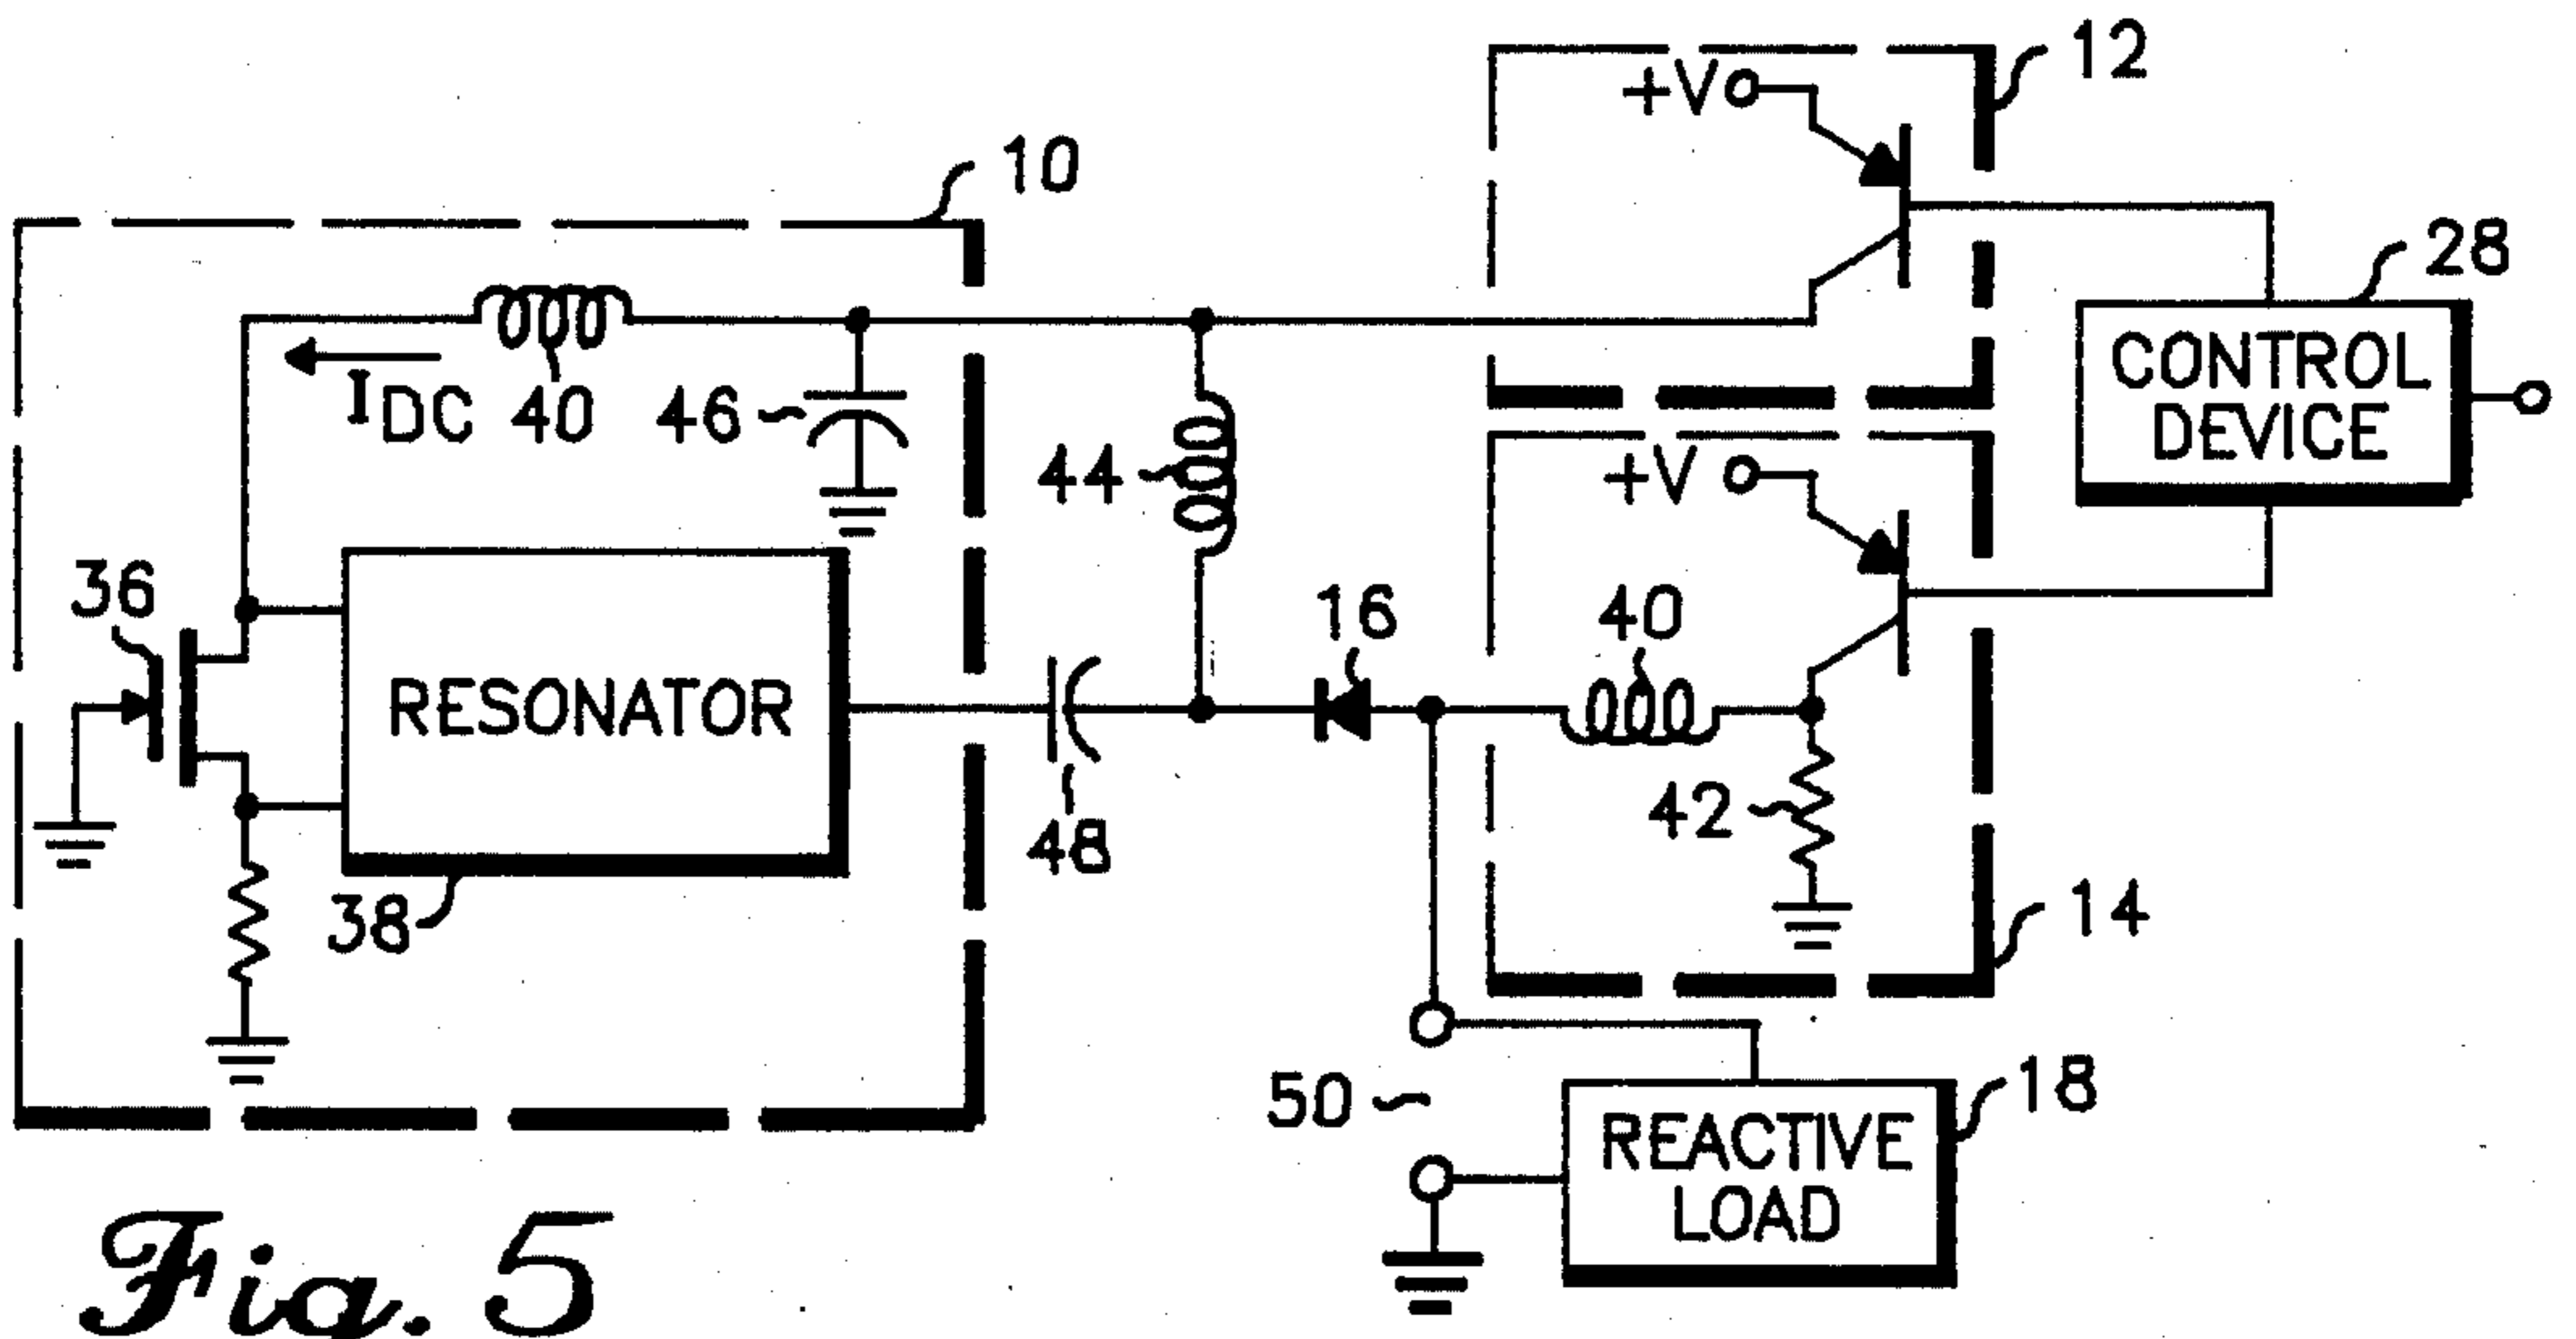 12
+V
10
28
CONTROL
DEVICE
I DC
40
46
44
+V
36
16
40
RESONATOR
42
48
38
14
50
18
REACTIVE
LOAD
Fig. 5